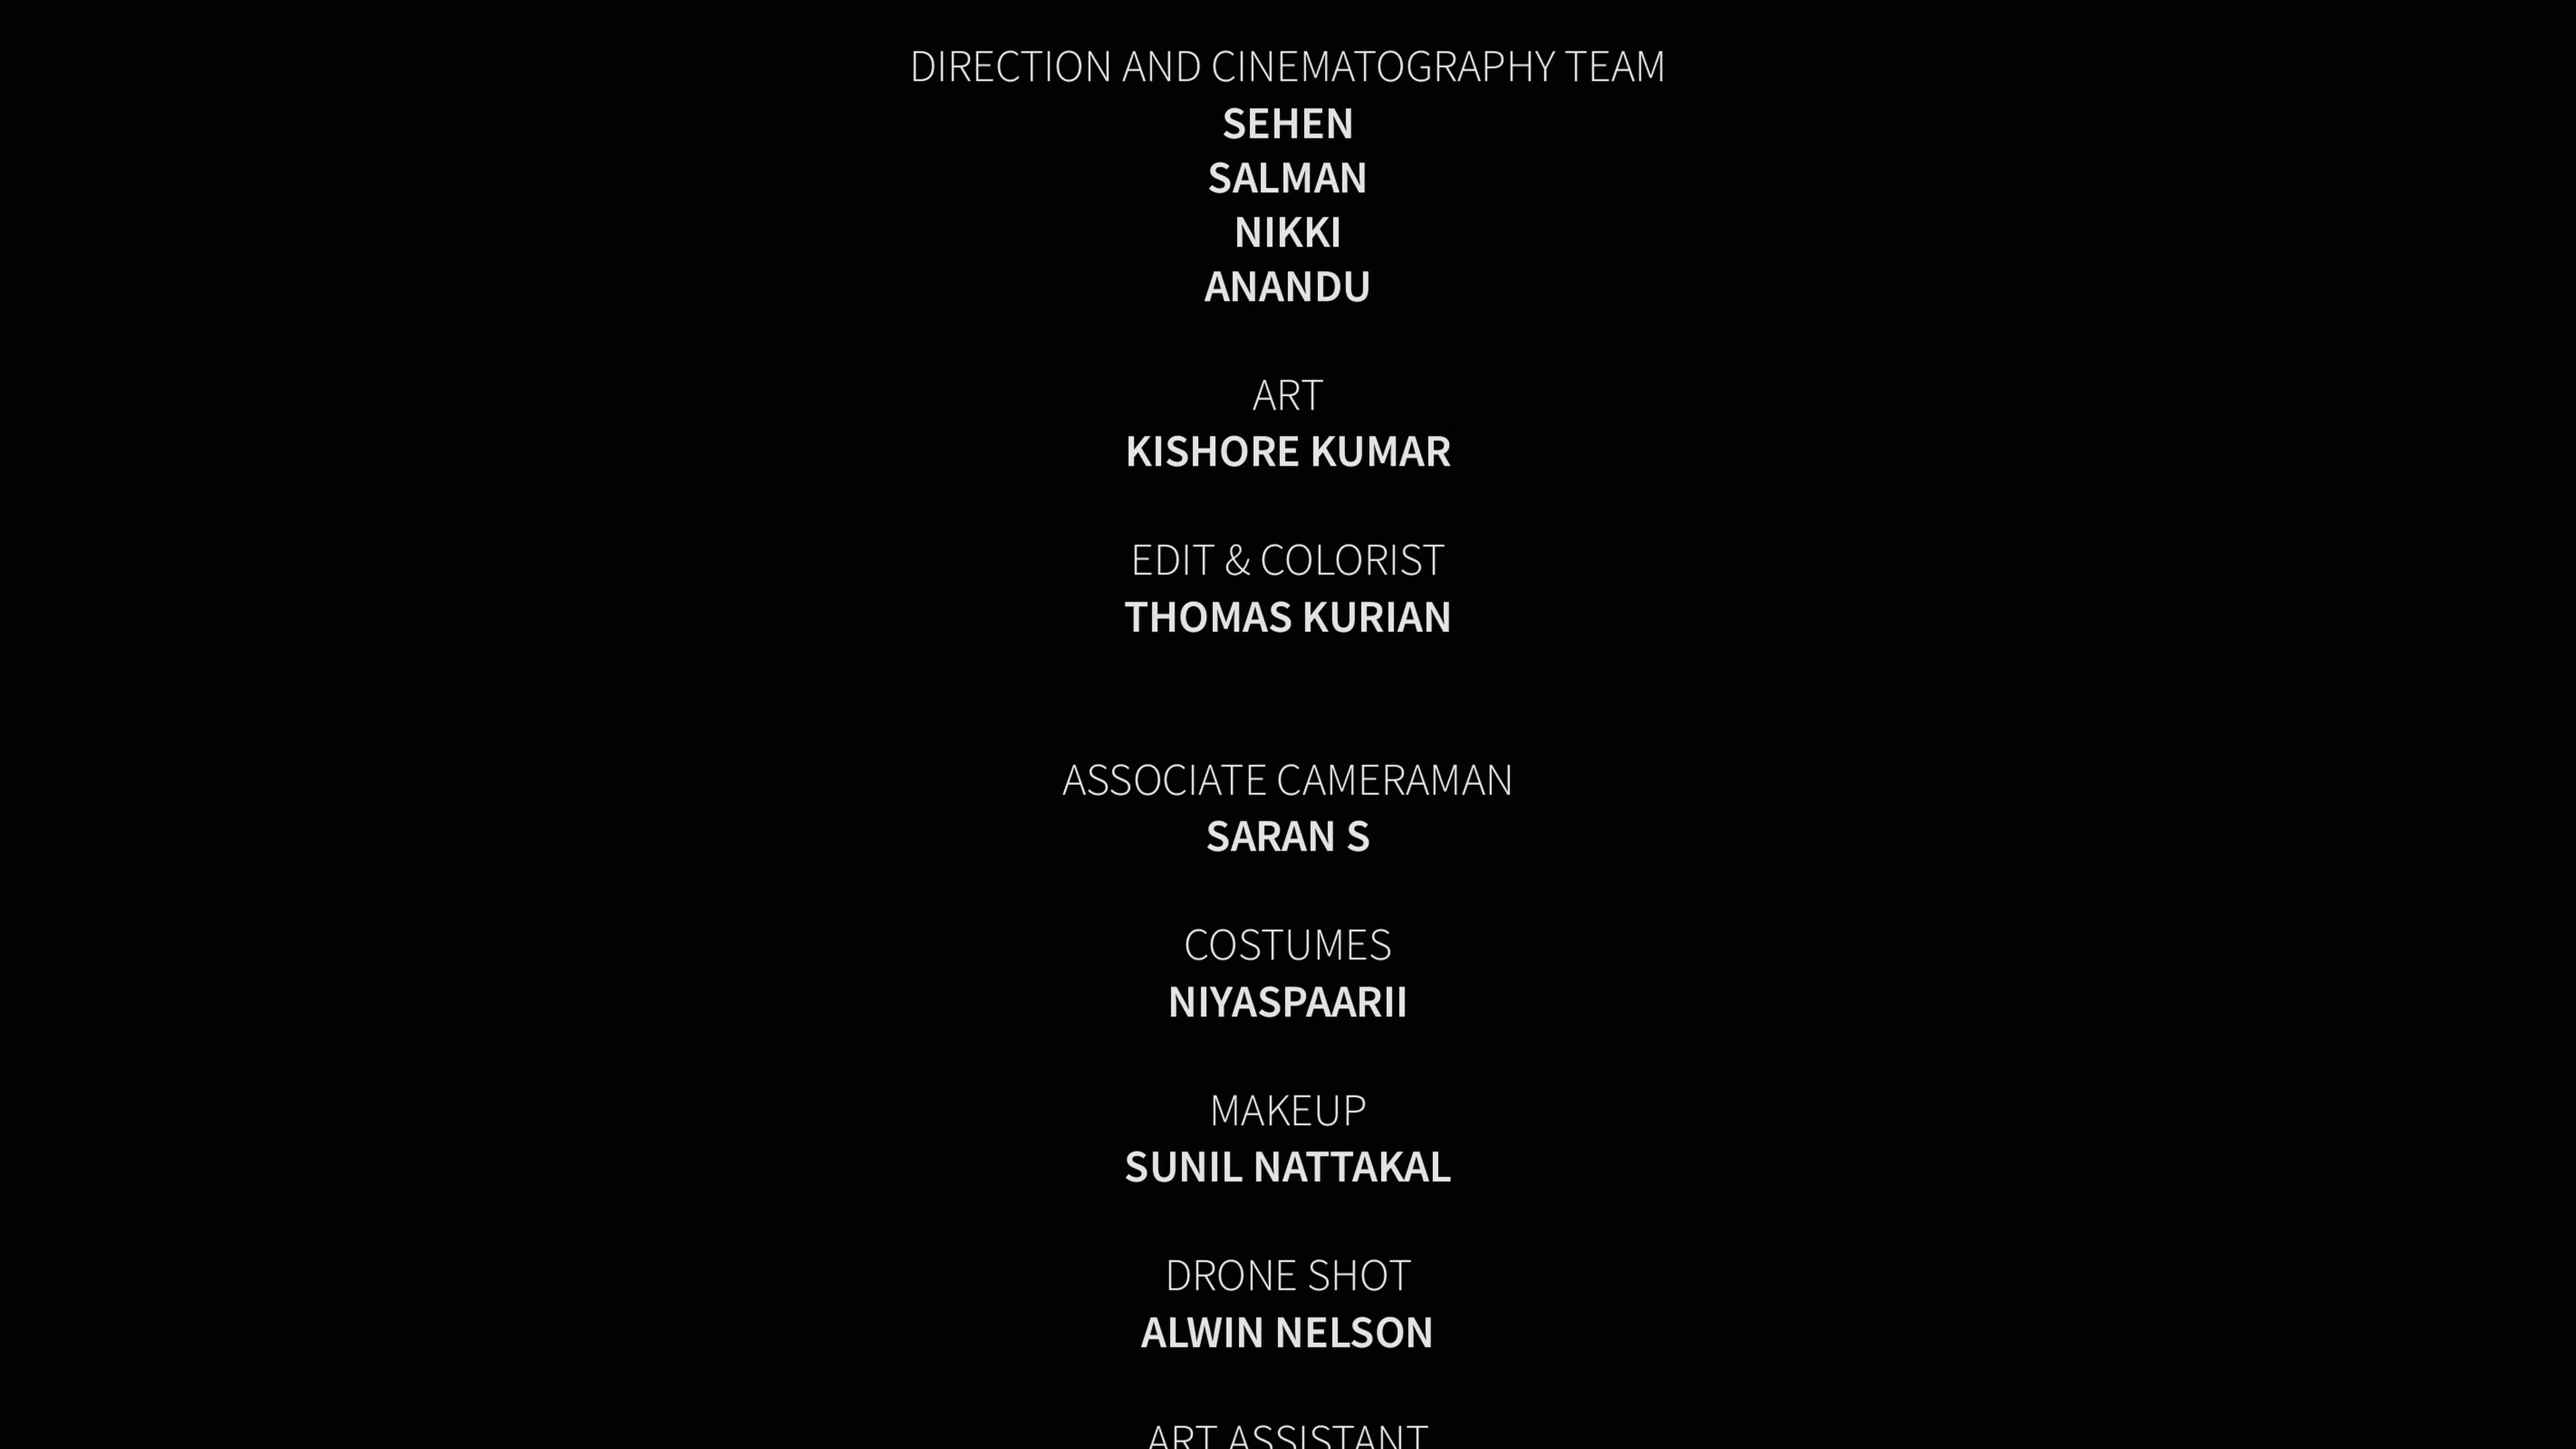 DIRECTION AND CINEMATOGRAPHY TEAM
SEHEN
SALMAN
NIKKI
ANANDU
ART
KISHORE KUMAR
EDIT & COLORIST
THOMAS KURIAN
ASSOCIATE CAMERAMAN
SARAN S
COSTUMES
NIYASPAARII
MAKEUP
SUNIL NATTAKAL
DRONE SHOT
ALWIN NELSON
ART ASSISTANT